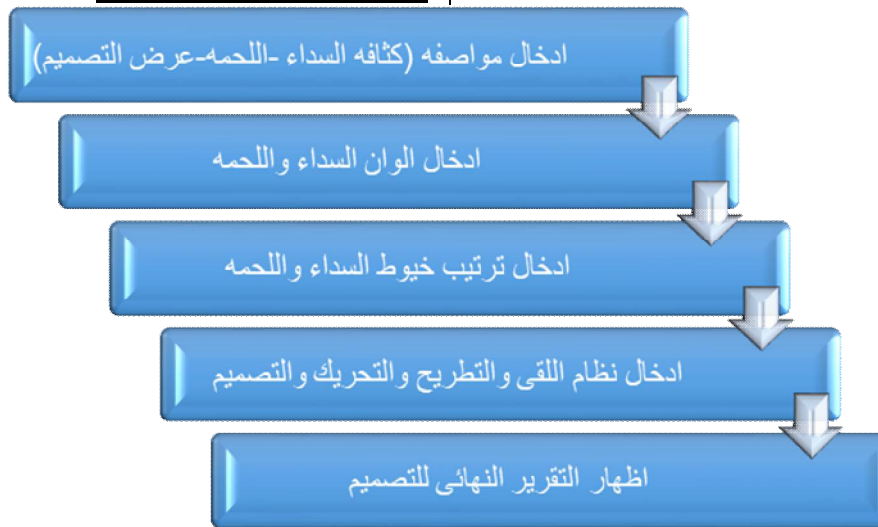 ادخال مواصفه (كثافه السداء -اللحمه-عرض التصميم)
ادخال الوان السداء واللحمه
ادخال ترتيب خيوط السداء واللحمه
ادخال نظام اللقى والتطريح والتحريك والتصميم
اظهار التقرير النهائى للتصميم